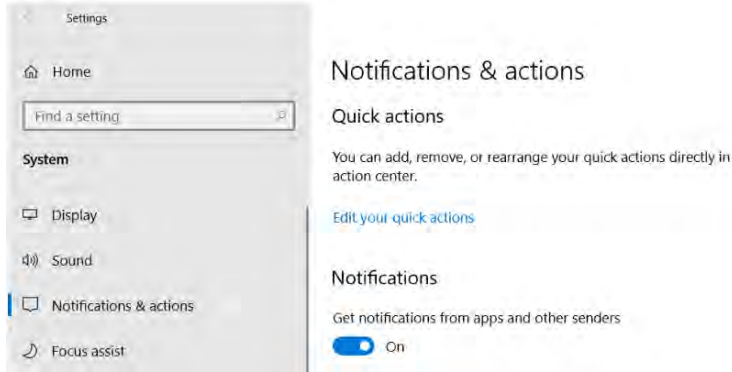 Settings
Home
Find a setting
System
Display
Sound
Notifications & actions
Focus assist
Notifications & actions
Quick actions
You can add, remove, or rearrange your quick actions directly in
action center.
Edit your quick actions
Notifications
Get notifications from apps and other senders
On